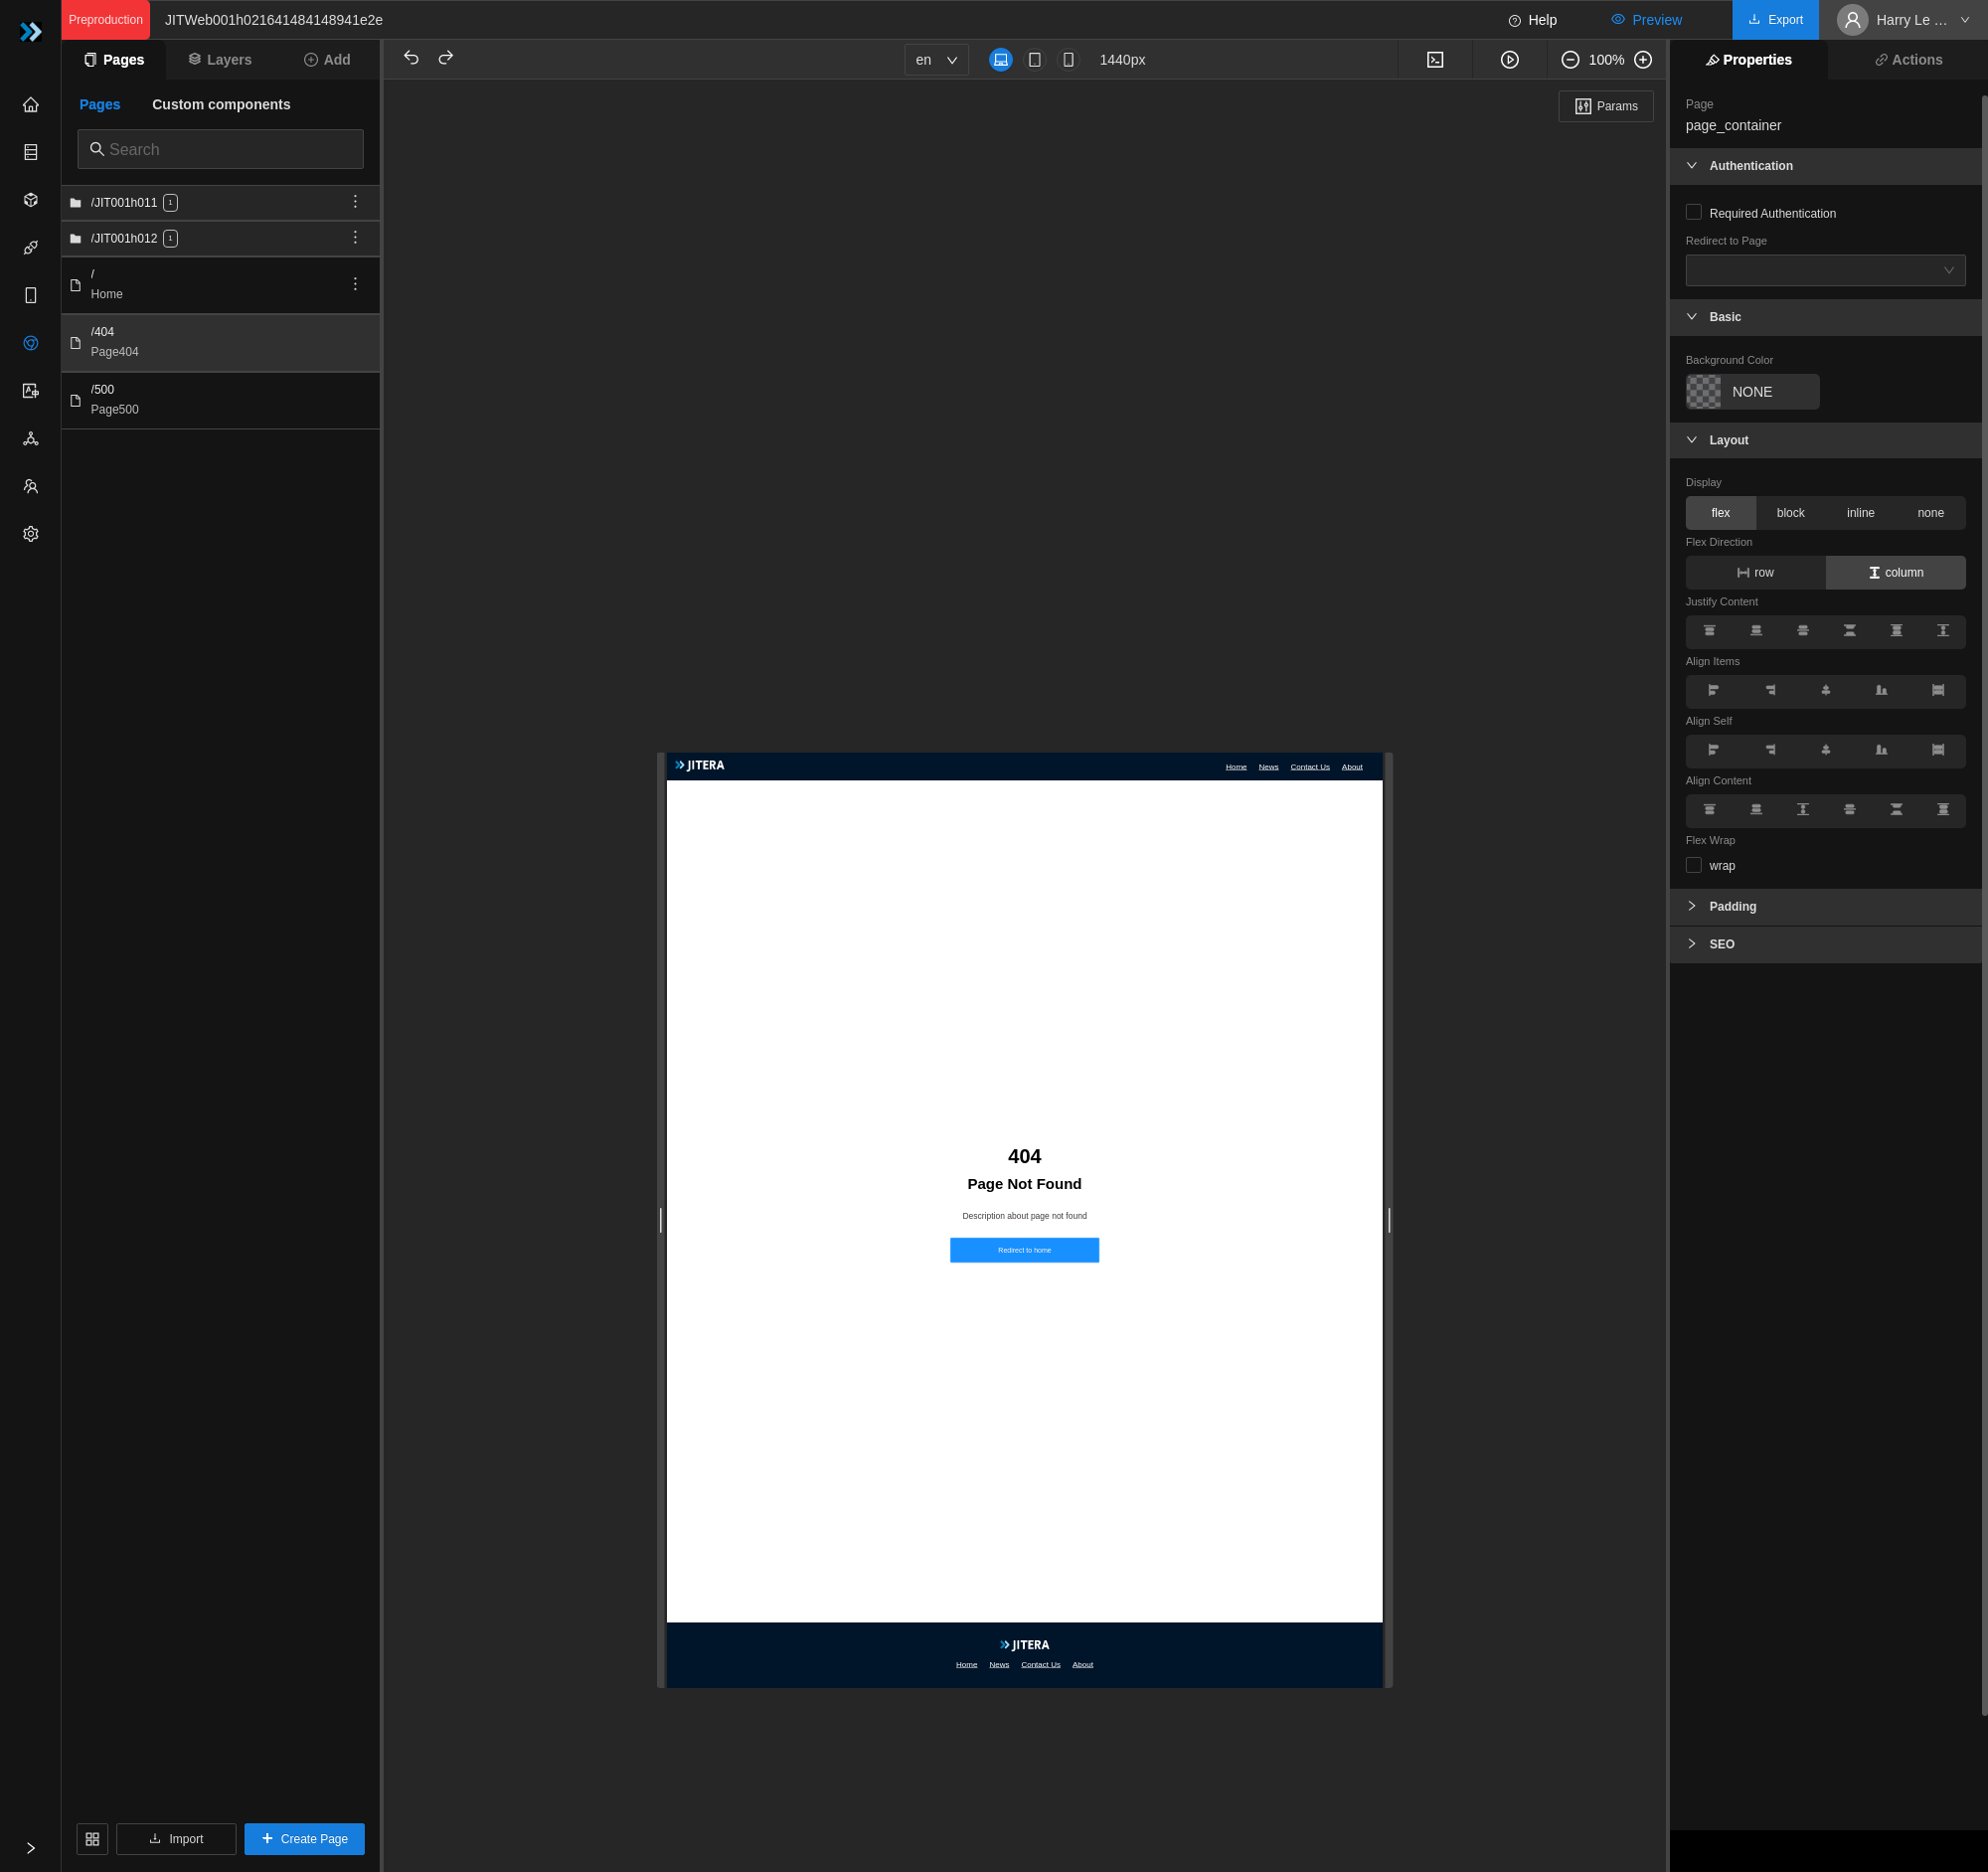 Preproduction
JITWeb001h021641484148941e2e
Help
Preview
Export
Harry Le ...
Pages
Layers
Add
en
1440px
100%
Properties
Actions
Pages
Custom components
Search
/JIT001h011 1
/JIT001h012 1
/
Home
/404
Page404
/500
Page500
Import
Create Page
Params
JITERA
Home News Contact Us About
404
Page Not Found
Description about page not found
Redirect to home
JITERA
Home News Contact Us About
Page
page_container
Authentication
Required Authentication
Redirect to Page
Basic
Background Color
NONE
Layout
Display
flex block inline none
Flex Direction
row column
Justify Content
Align Items
Align Self
Align Content
Flex Wrap
wrap
Padding
SEO